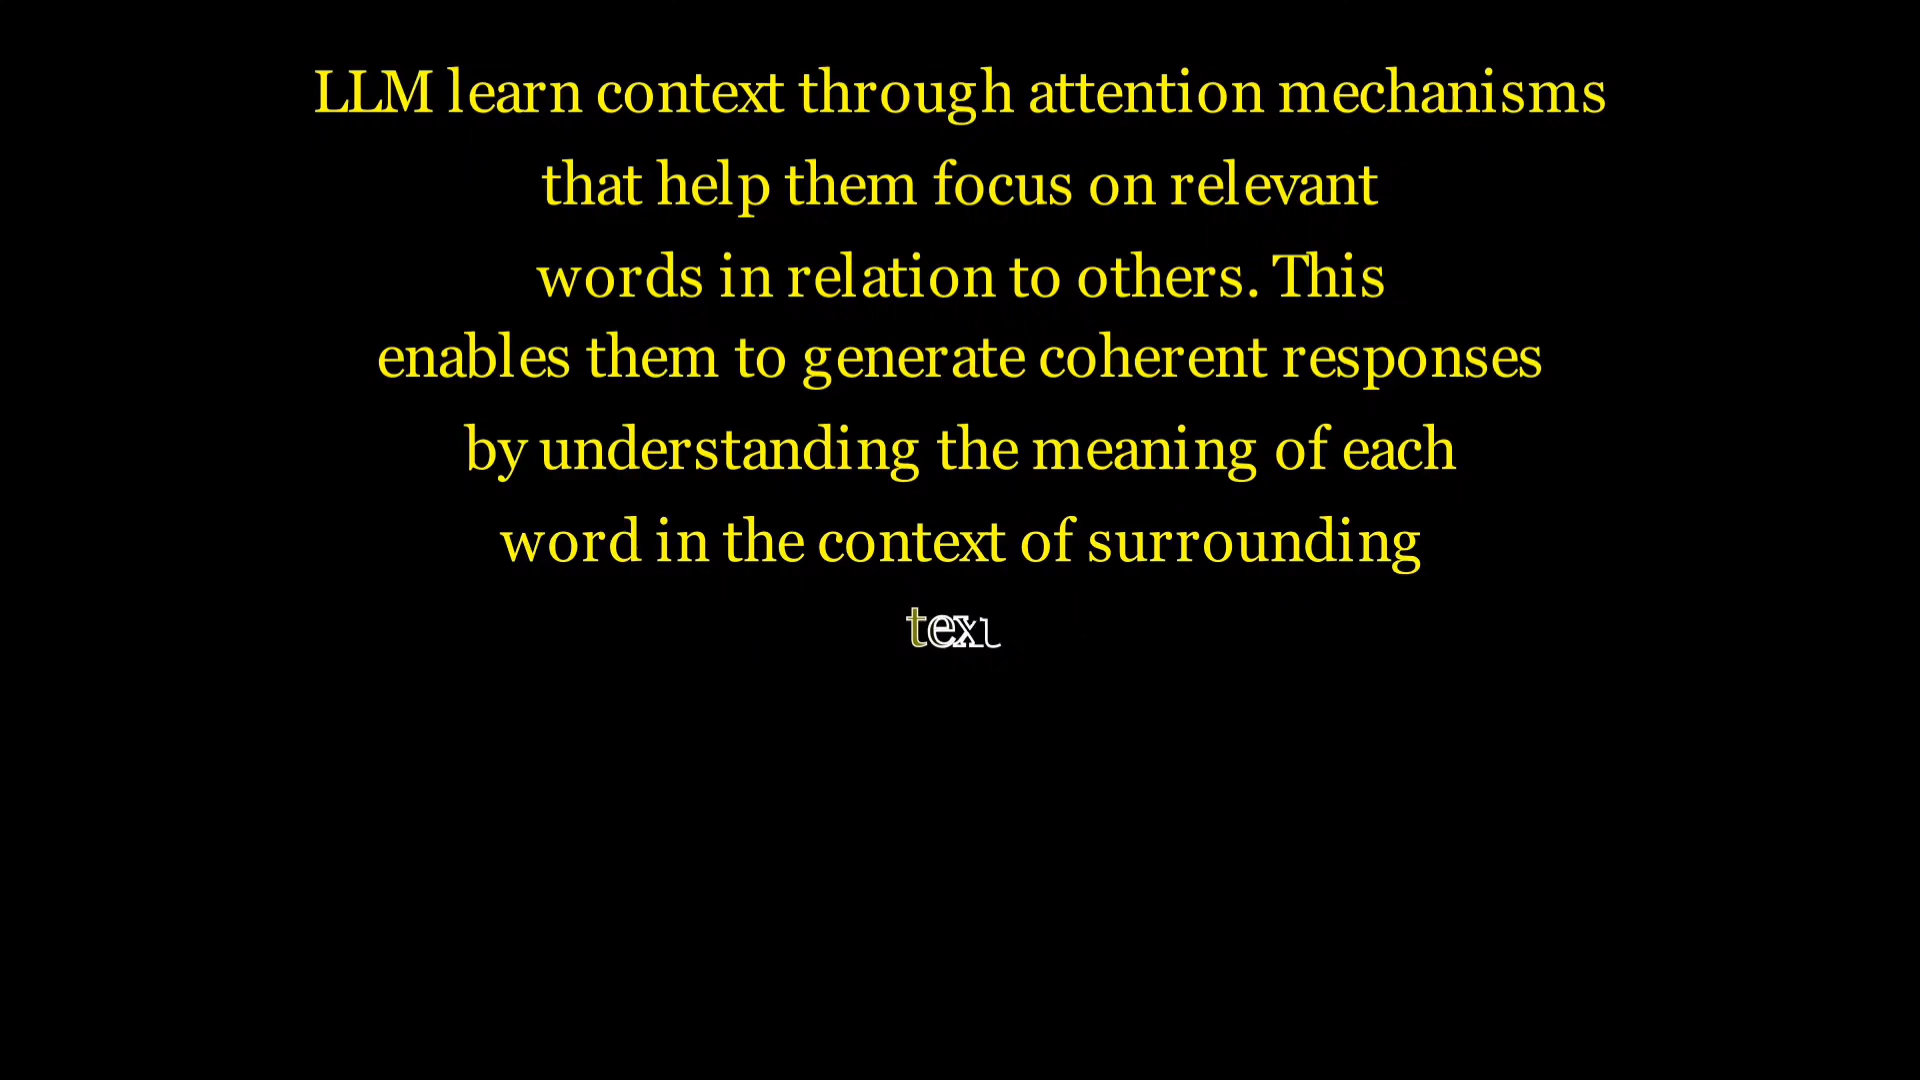 LLM learn context through attention mechanisms
that help them focus on relevant
words in relation to others. This
enables them to generate coherent responses
by understanding the meaning of each
word in the context of surrounding
text